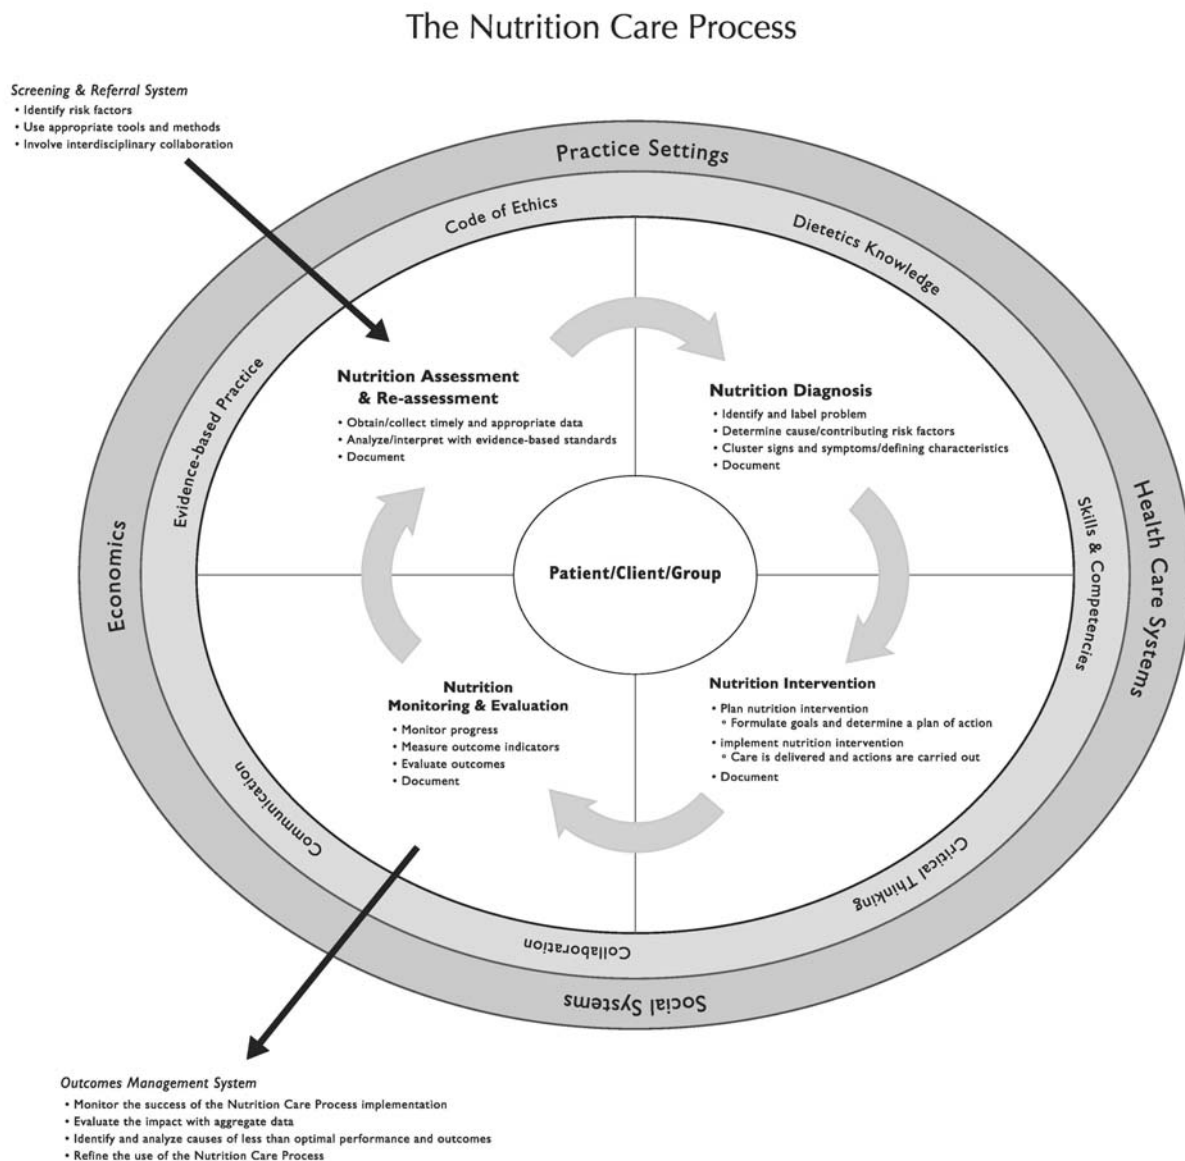 The Nutrition Care Process
Screening & Referral System
• Identify risk factors
• Use appropriate tools and methods
• Involve interdisciplinary collaboration
Practice Settings
Code of Ethics
Dietetics Knowledge
Evidence-based Practice
Economics
Skills & Competencies
Health Care Systems
Nutrition Assessment
& Re-assessment
• Obtain/collect timely and appropriate data
• Analyze/interpret with evidence-based standards
• Document
Nutrition Diagnosis
• Identify and label problem
• Determine cause/contributing risk factors
• Cluster signs and symptoms/defining characteristics
• Document
Patient/Client/Group
Nutrition
Monitoring & Evaluation
• Monitor progress
• Measure outcome indicators
• Evaluate outcomes
• Document
Nutrition Intervention
• Plan nutrition intervention
° Formulate goals and determine a plan of action
• implement nutrition intervention
° Care is delivered and actions are carried out
• Document
Communication
Critical Thinking
Collaboration
Social Systems
Outcomes Management System
• Monitor the success of the Nutrition Care Process implementation
• Evaluate the impact with aggregate data
• Identify and analyze causes of less than optimal performance and outcomes
• Refine the use of the Nutrition Care Process